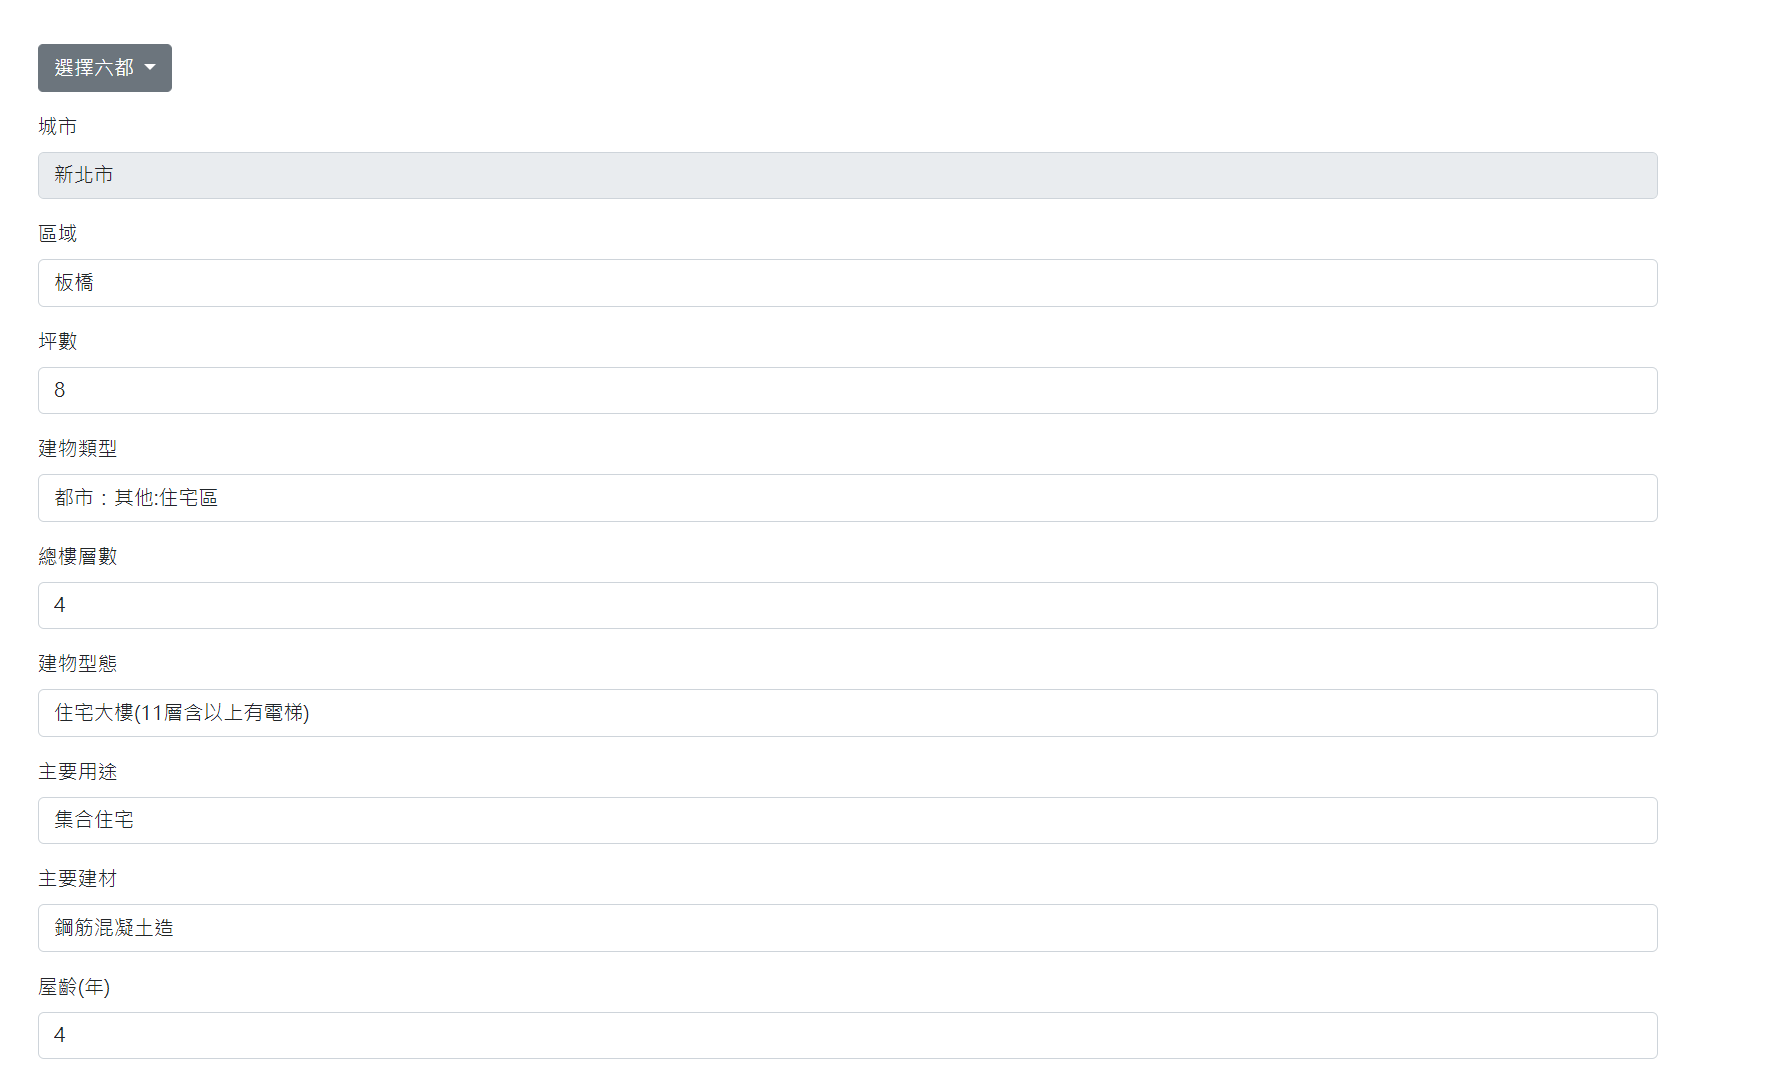 選擇六都
城市
新北市
區域
板橋
坪數
8
建物類型
都市：其他:住宅區
總樓層數
4
建物型態
住宅大樓(11層含以上有電梯)
主要用途
集合住宅
主要建材
鋼筋混凝土造
屋齡(年)
4